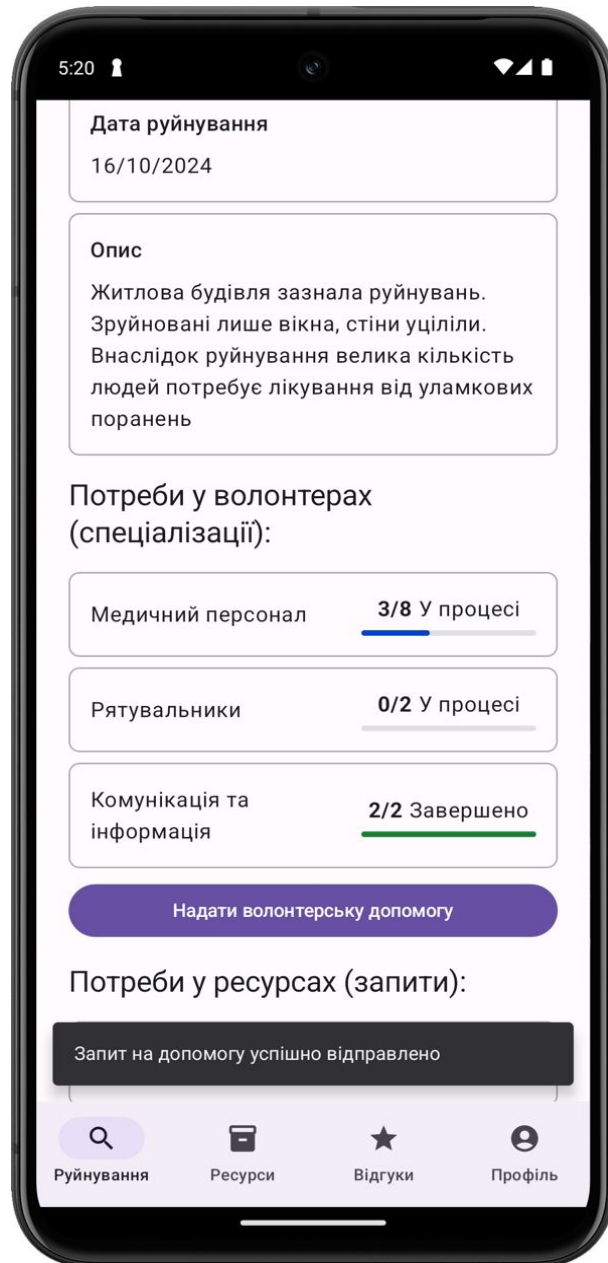 5:20
Дата руйнування
16/10/2024
Опис
Житлова будівля зазнала руйнувань.
Зруйновані лише вікна, стіни уціліли.
Внаслідок руйнування велика кількість
людей потребує лікування від уламкових
поранень
Потреби у волонтерах
(спеціалізації):
Медичний персонал
3/8 У процесі
Рятувальники
0/2 У процесі
Комунікація та
інформація
2/2 Завершено
Надати волонтерську допомогу
Потреби у ресурсах (запити):
Запит на допомогу успішно відправлено
Руйнування
Ресурси
Відгуки
Профіль